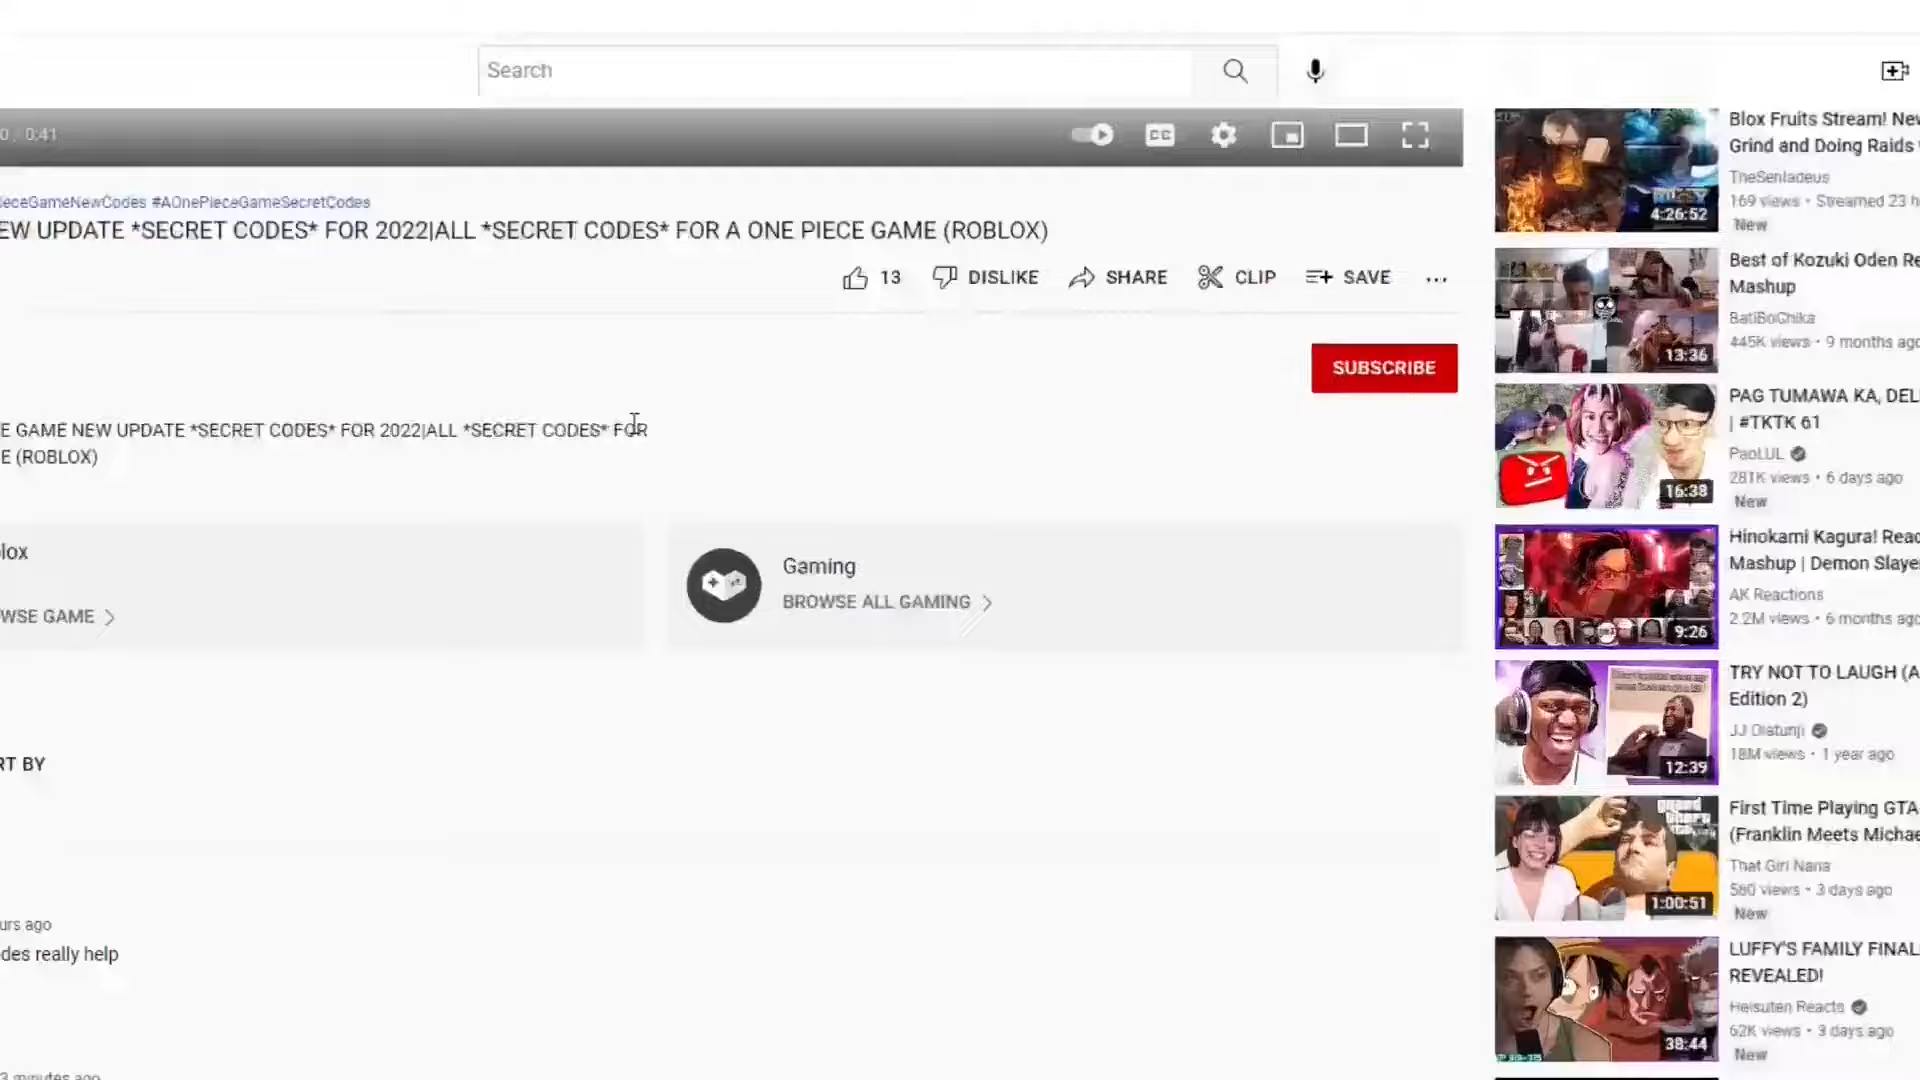 Search
0:41
#AOnePieceGameSecretCodes
UPDATE *SECRET CODES* FOR 2022|ALL *SECRET CODES* FOR A ONE PIECE GAME (ROBLOX)
13 DISLIKE SHARE CLIP SAVE
SUBSCRIBE
E GAME NEW UPDATE *SECRET CODES* FOR 2022|ALL *SECRET CODES* FOR
E (ROBLOX)
lox
WSE GAME
Gaming
BROWSE ALL GAMING
RT BY
urs ago
des really help
3 minutes ago
Blox Fruits Stream! New
Grind and Doing Raids
TheSenladeus
169 views • Streamed 23 h
New
4:26:52
Best of Kozuki Oden Re
Mashup
BatiBoiChika
445K views • 9 months ago
13:36
PAG TUMAWA KA, DEL
| #TKTK 61
PaoLUL
281K views • 6 days ago
New
16:38
Hinokami Kagura! Reac
Mashup | Demon Slayer
AK Reactions
2.2M views • 6 months ago
9:26
TRY NOT TO LAUGH (A
Edition 2)
JJ Olatunji
18M views • 1 year ago
12:39
First Time Playing GTA
(Franklin Meets Michae
That Girl Nana
560 views • 3 days ago
New
1:00:51
LUFFY'S FAMILY FINAL
REVEALED!
Heisuten Reacts
62K views • 3 days ago
New
38:44